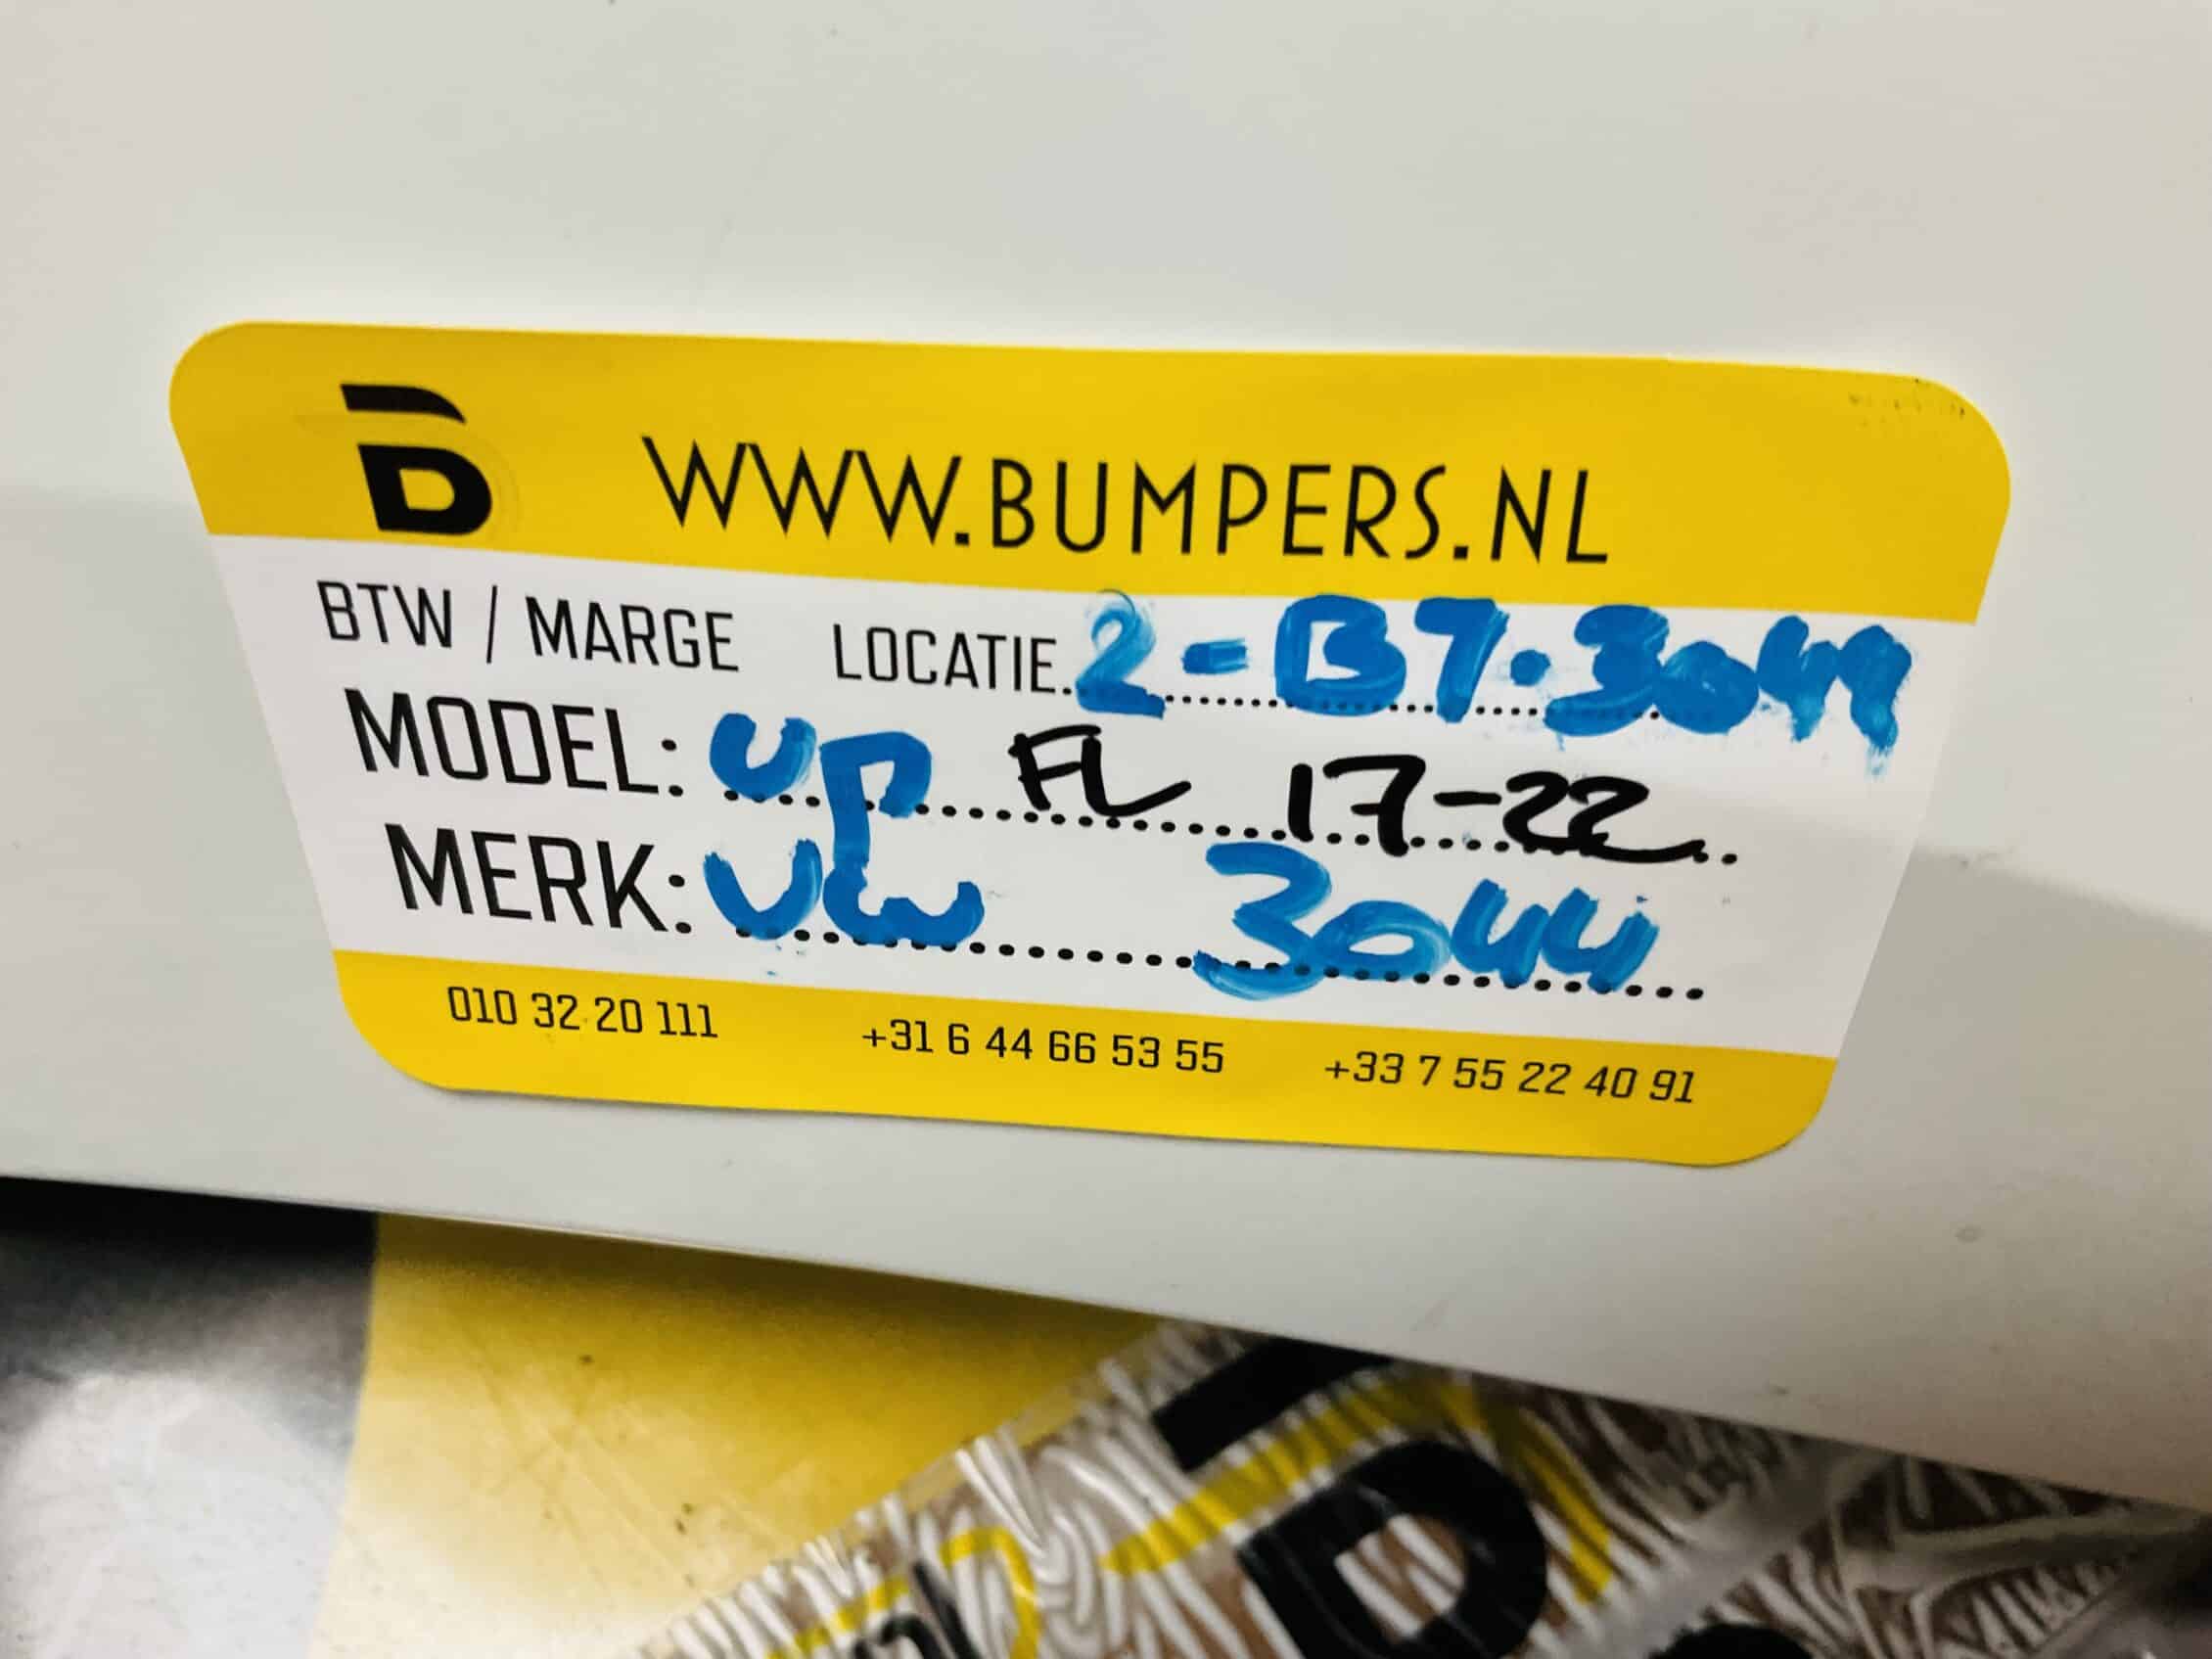 WWW.BUMPERS.NL
BTW / MARGE LOCATIE. 2-B7.3044
MODEL: UP FL 17-22
MERK: VW 3044
010 32 20 111 +31 6 44 66 53 55 +33 7 55 22 40 91